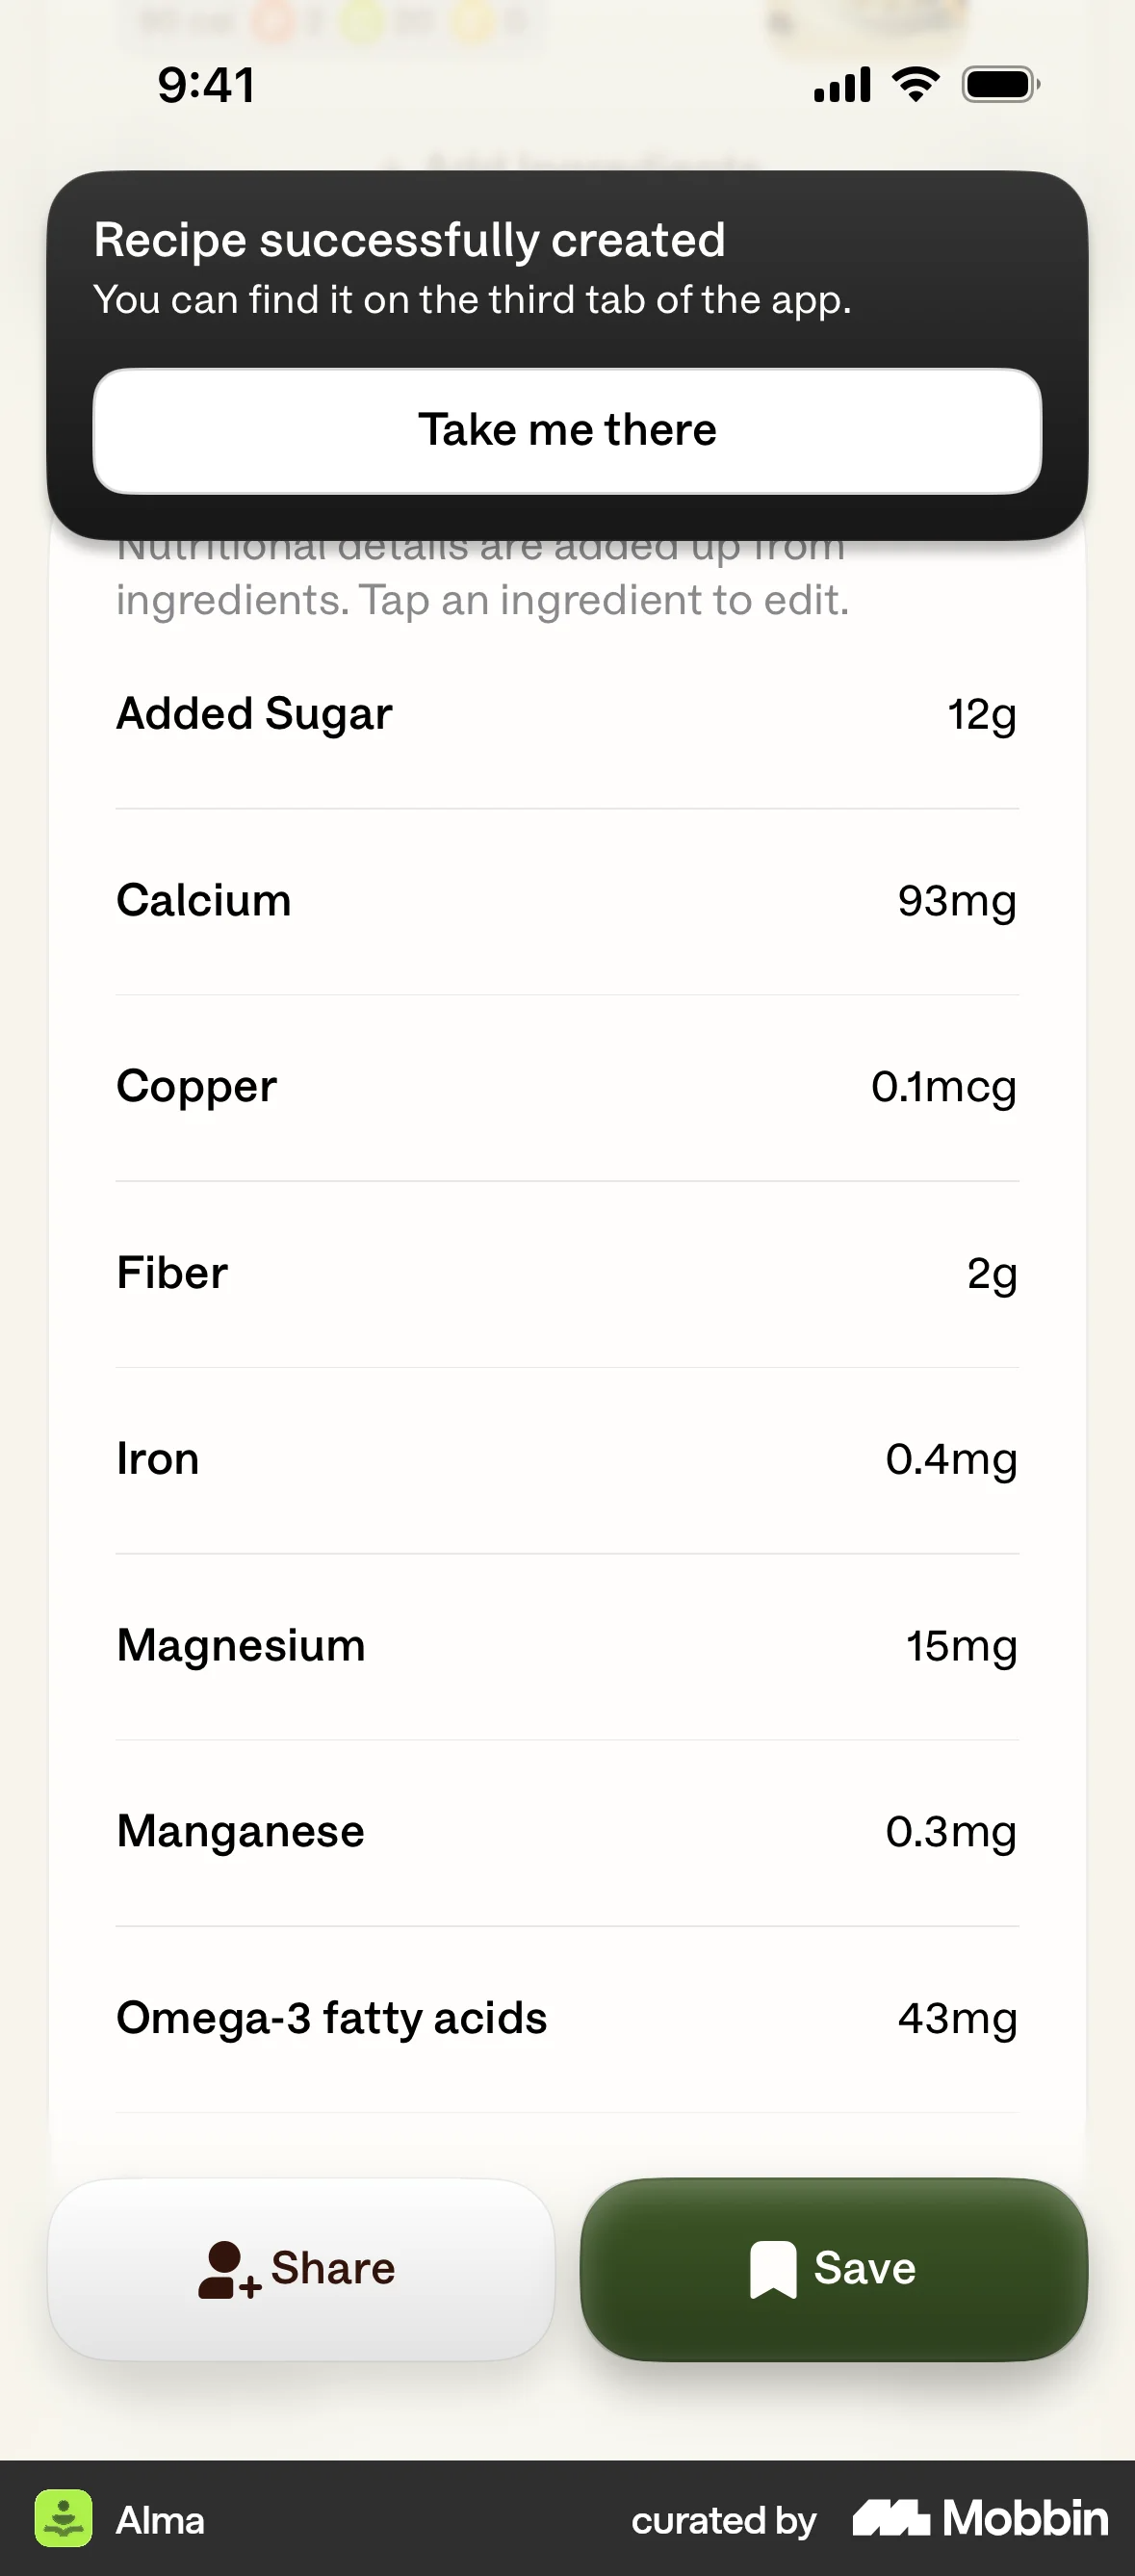 9:41
Recipe successfully created
You can find it on the third tab of the app.
Take me there
Nutritional details are added up from
ingredients. Tap an ingredient to edit.
Added Sugar 12g
Calcium 93mg
Copper 0.1mcg
Fiber 2g
Iron 0.4mg
Magnesium 15mg
Manganese 0.3mg
Omega-3 fatty acids 43mg
Share Save
Alma curated by Mobbin